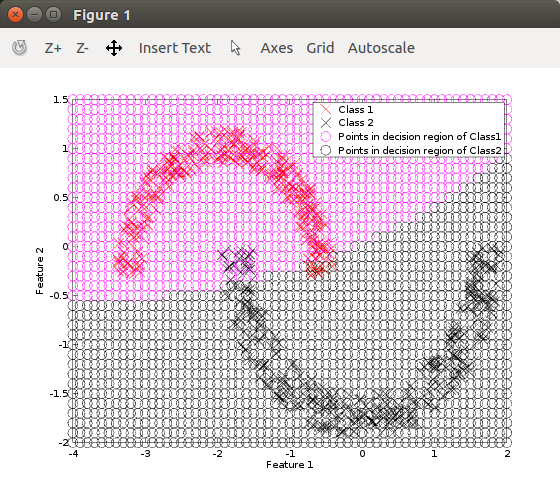 Figure 1
Z+ Z- Insert Text Axes Grid Autoscale
1.5
Class 1
Class 2
Points in decision region of Class1
Points in decision region of Class2
1
0.5
0
-0.5
-1
-1.5
-2
Feature 2
-4 -3 -2 -1 0 1 2
Feature 1